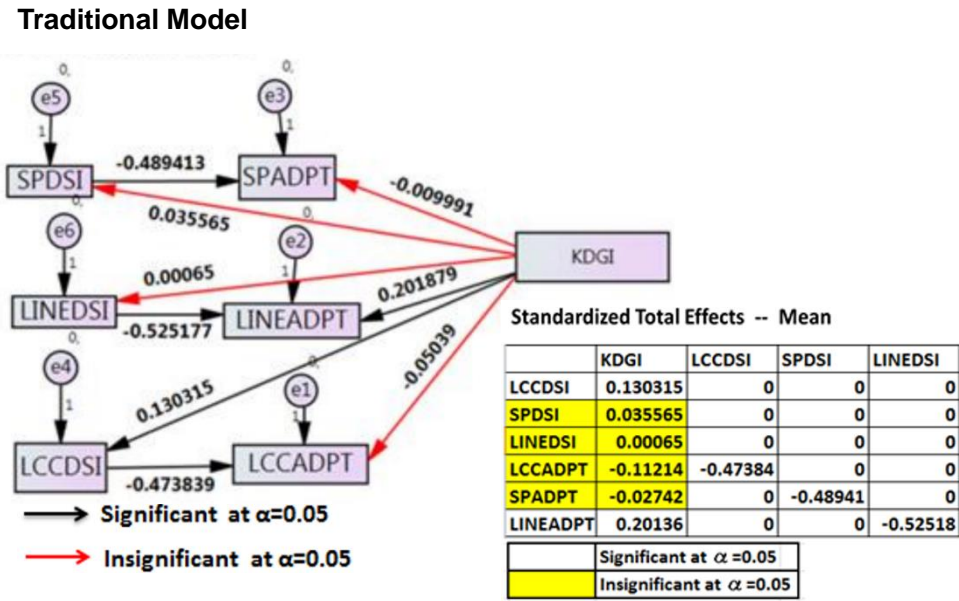 Traditional Model
0,
e5
1
0,
e3
1
SPDSI
-0.489413
SPADPT
-0.009991
0,
e6
1
0.035565
0,
e2
1
KDGI
0.00065
0.201879
LINEDSI
-0.525177
LINEADPT
0,
e4
1
0.130315
0,
e1
1
-0.05039
LCCDSI
-0.473839
LCCADPT
Significant at α=0.05
Insignificant at α=0.05
Standardized Total Effects -- Mean
KDGI LCCDSI SPDSI LINEDSI
LCCDSI 0.130315 0 0 0
SPDSI 0.035565 0 0 0
LINEDSI 0.00065 0 0 0
LCCADPT -0.11214 -0.47384 0 0
SPADPT -0.02742 0 -0.48941 0
LINEADPT 0.20136 0 0 -0.52518
Significant at α =0.05
Insignificant at α =0.05